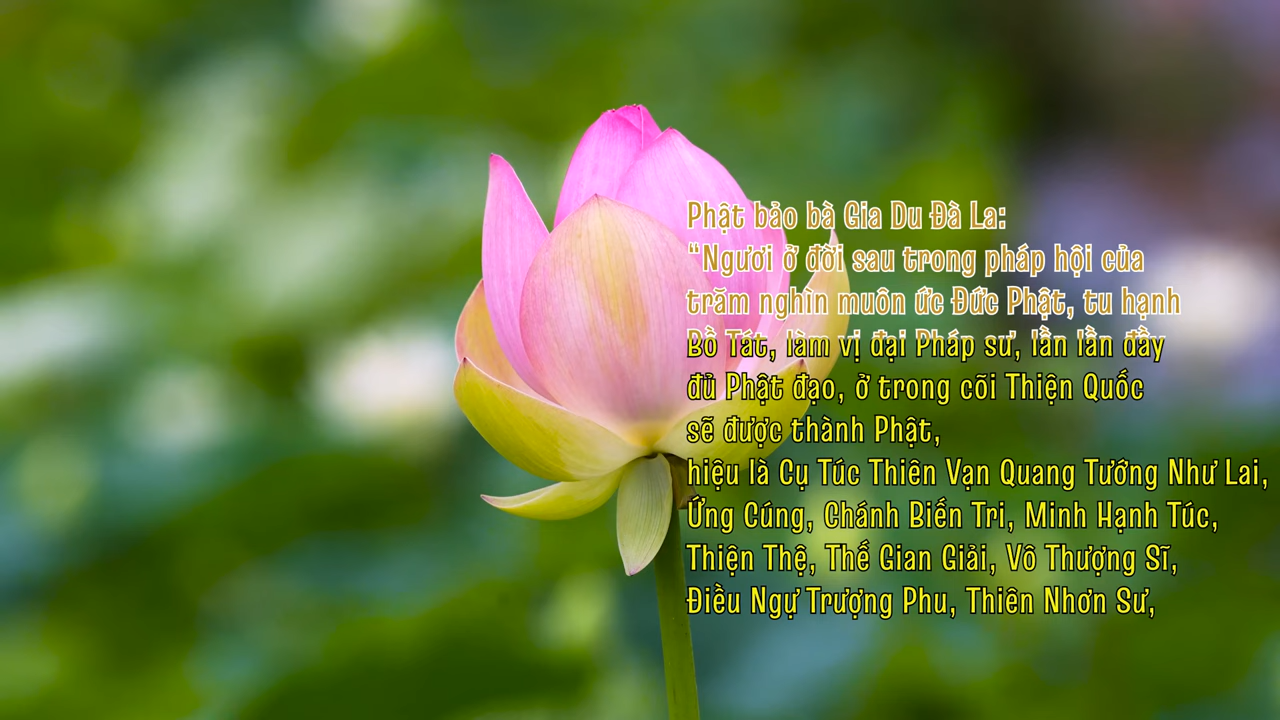 Phật bảo bà Gia Du Đà La:
“Ngươi ở đời sau trong pháp hội của
trăm nghìn muôn ức Đức Phật, tu hạnh
Bồ Tát, làm vị đại Pháp sư, lần lần đầy
đủ Phật đạo, ở trong cõi Thiện Quốc
sẽ được thành Phật,
hiệu là Cụ Túc Thiên Vạn Quang Tướng Như Lai,
Ứng Cúng, Chánh Biến Tri, Minh Hạnh Túc,
Thiện Thệ, Thế Gian Giải, Vô Thượng Sĩ,
Điều Ngự Trượng Phu, Thiên Nhơn Sư,